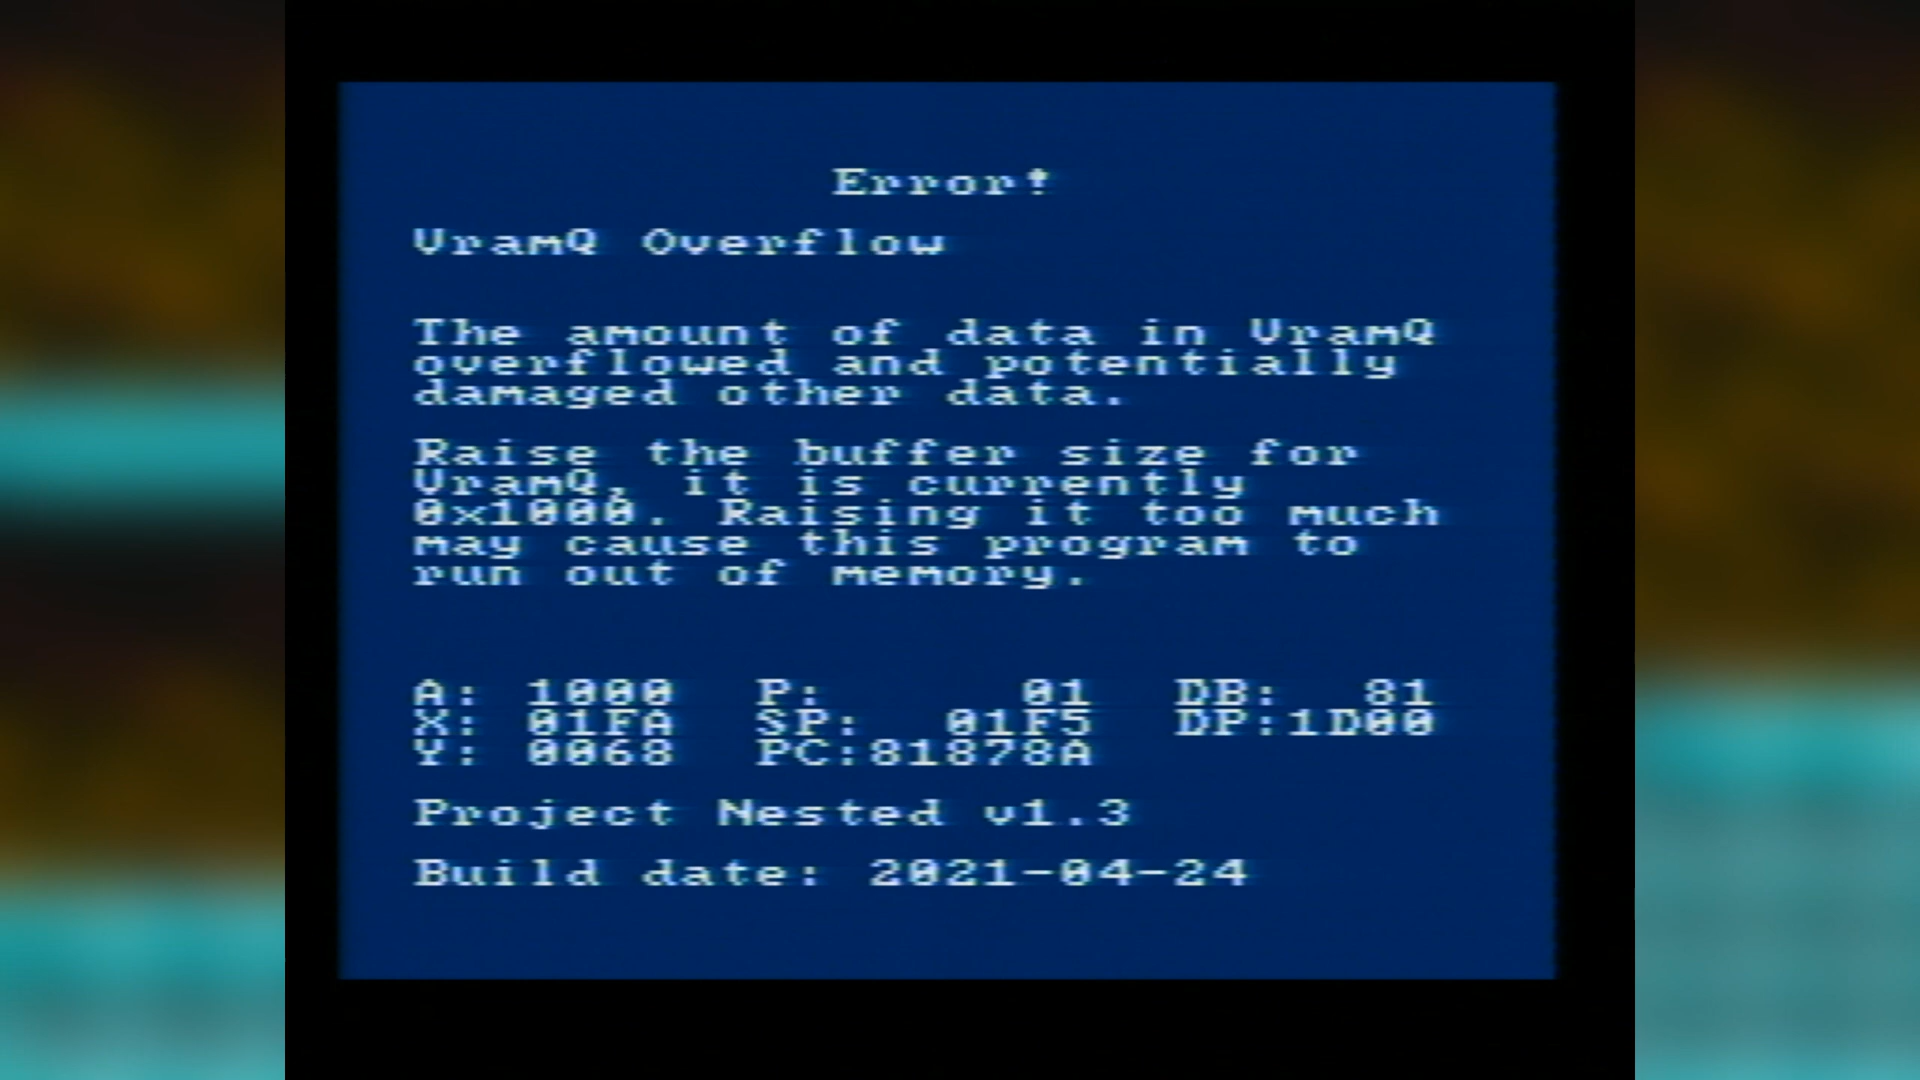 Error!
VramQ Overflow
The amount of data in VramQ
overflowed and potentially
damaged other data.
Raise the buffer size for
VramQ, it is currently
0x1000. Raising it too much
may cause this program to
run out of memory.
A: 1000 P: 01 DB: 81
X: 01FA SP: 01F5 DP:1D00
Y: 0068 PC:81878A
Project Nested v1.3
Build date: 2021-04-24